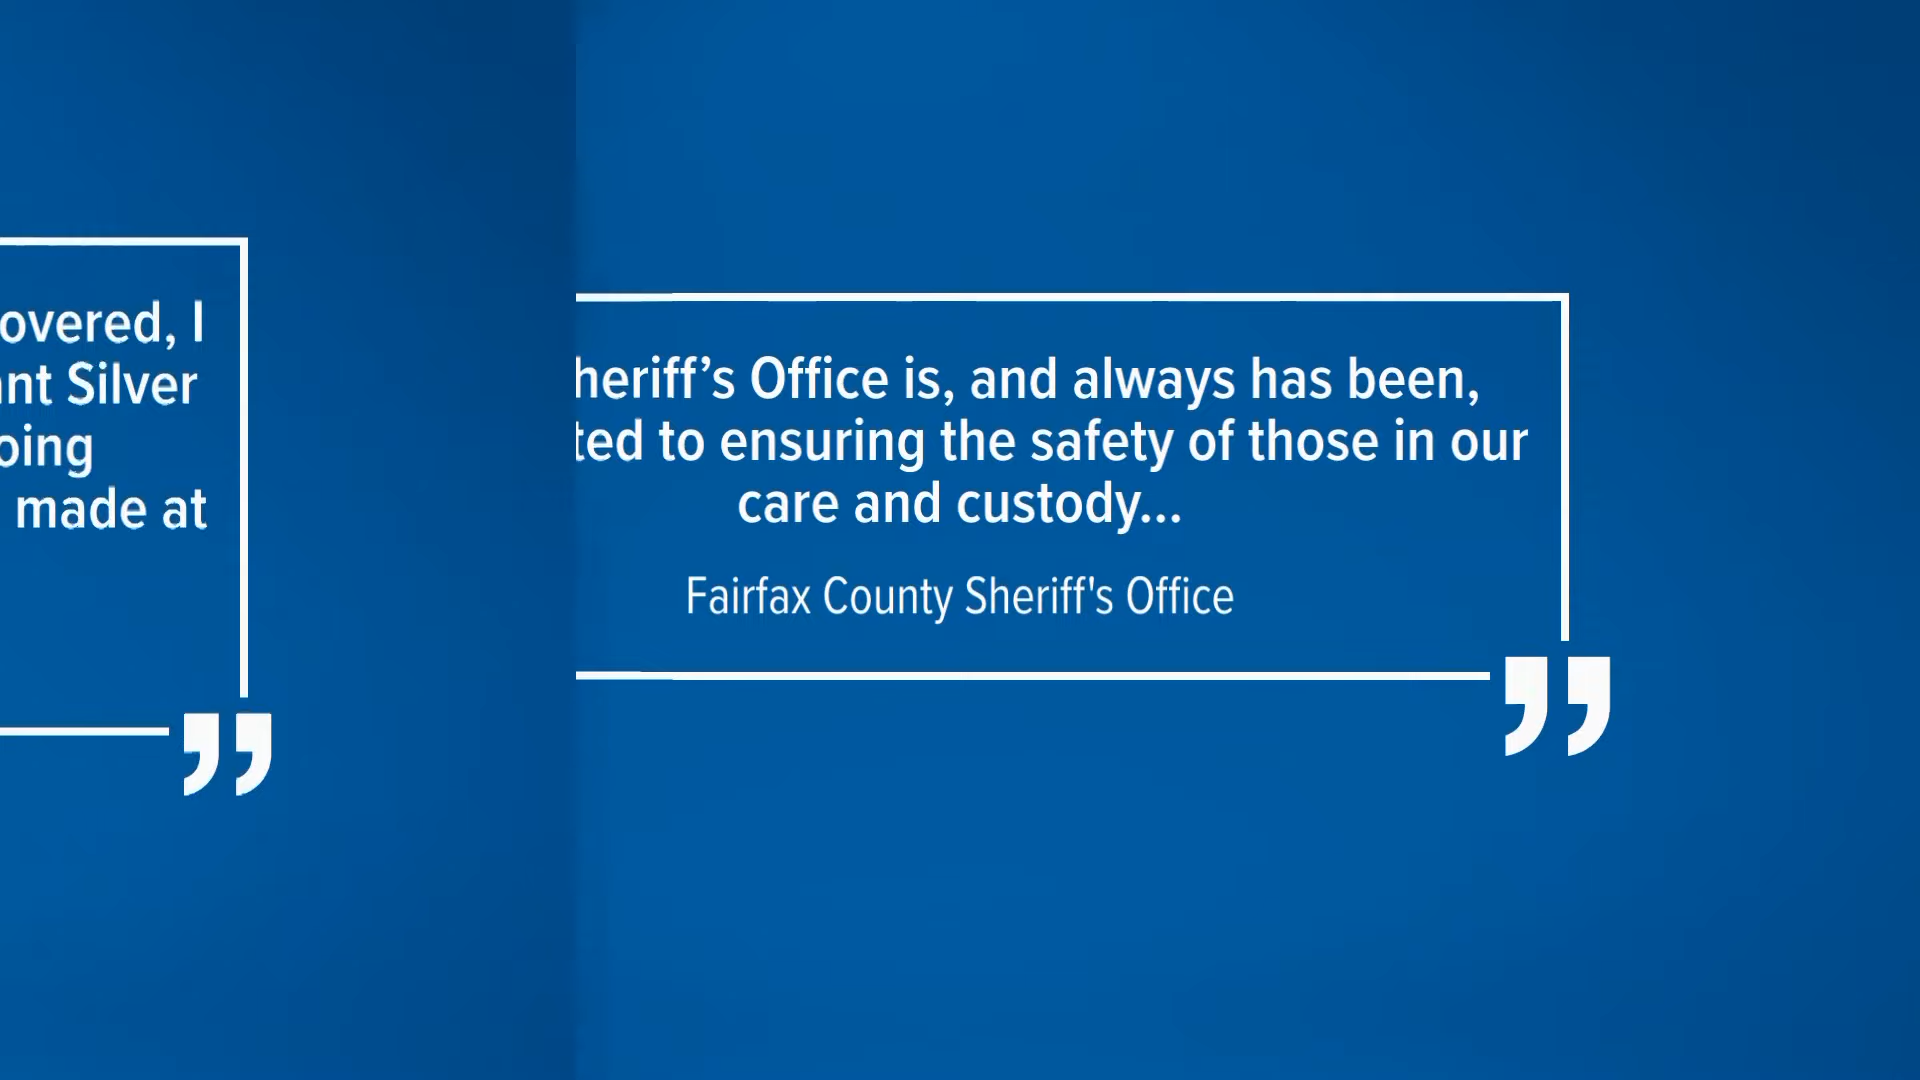 overed, I
ant Silver
oing
made at
heriff’s Office is, and always has been,
ted to ensuring the safety of those in our
care and custody...
Fairfax County Sheriff's Office